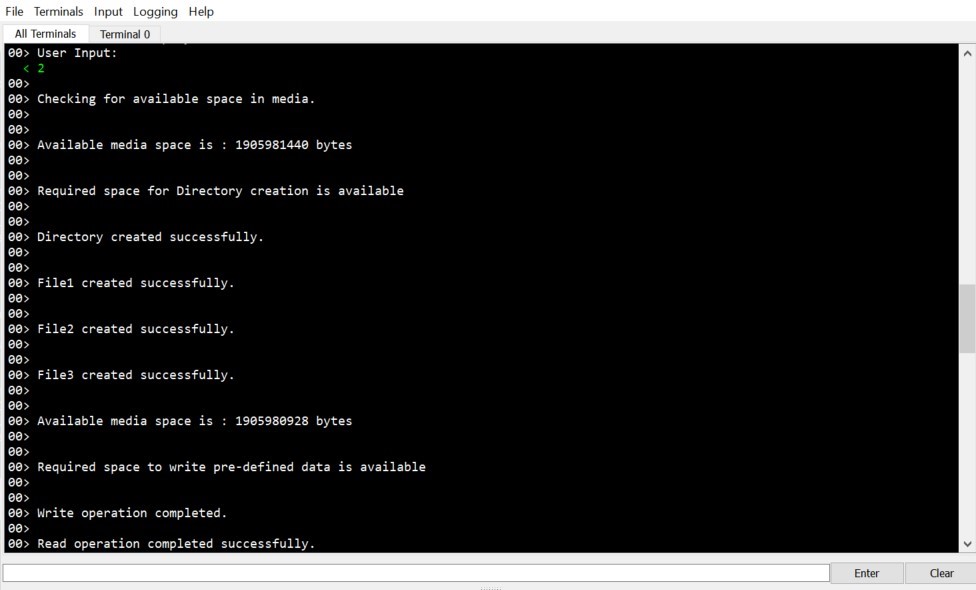 File Terminals Input Logging Help
All Terminals Terminal 0
00> User Input:
< 2
00>
00> Checking for available space in media.
00>
00>
00> Available media space is : 1905981440 bytes
00>
00>
00> Required space for Directory creation is available
00>
00>
00> Directory created successfully.
00>
00>
00> File1 created successfully.
00>
00>
00> File2 created successfully.
00>
00>
00> File3 created successfully.
00>
00>
00> Available media space is : 1905980928 bytes
00>
00>
00> Required space to write pre-defined data is available
00>
00>
00> Write operation completed.
00>
00> Read operation completed successfully.
Enter Clear